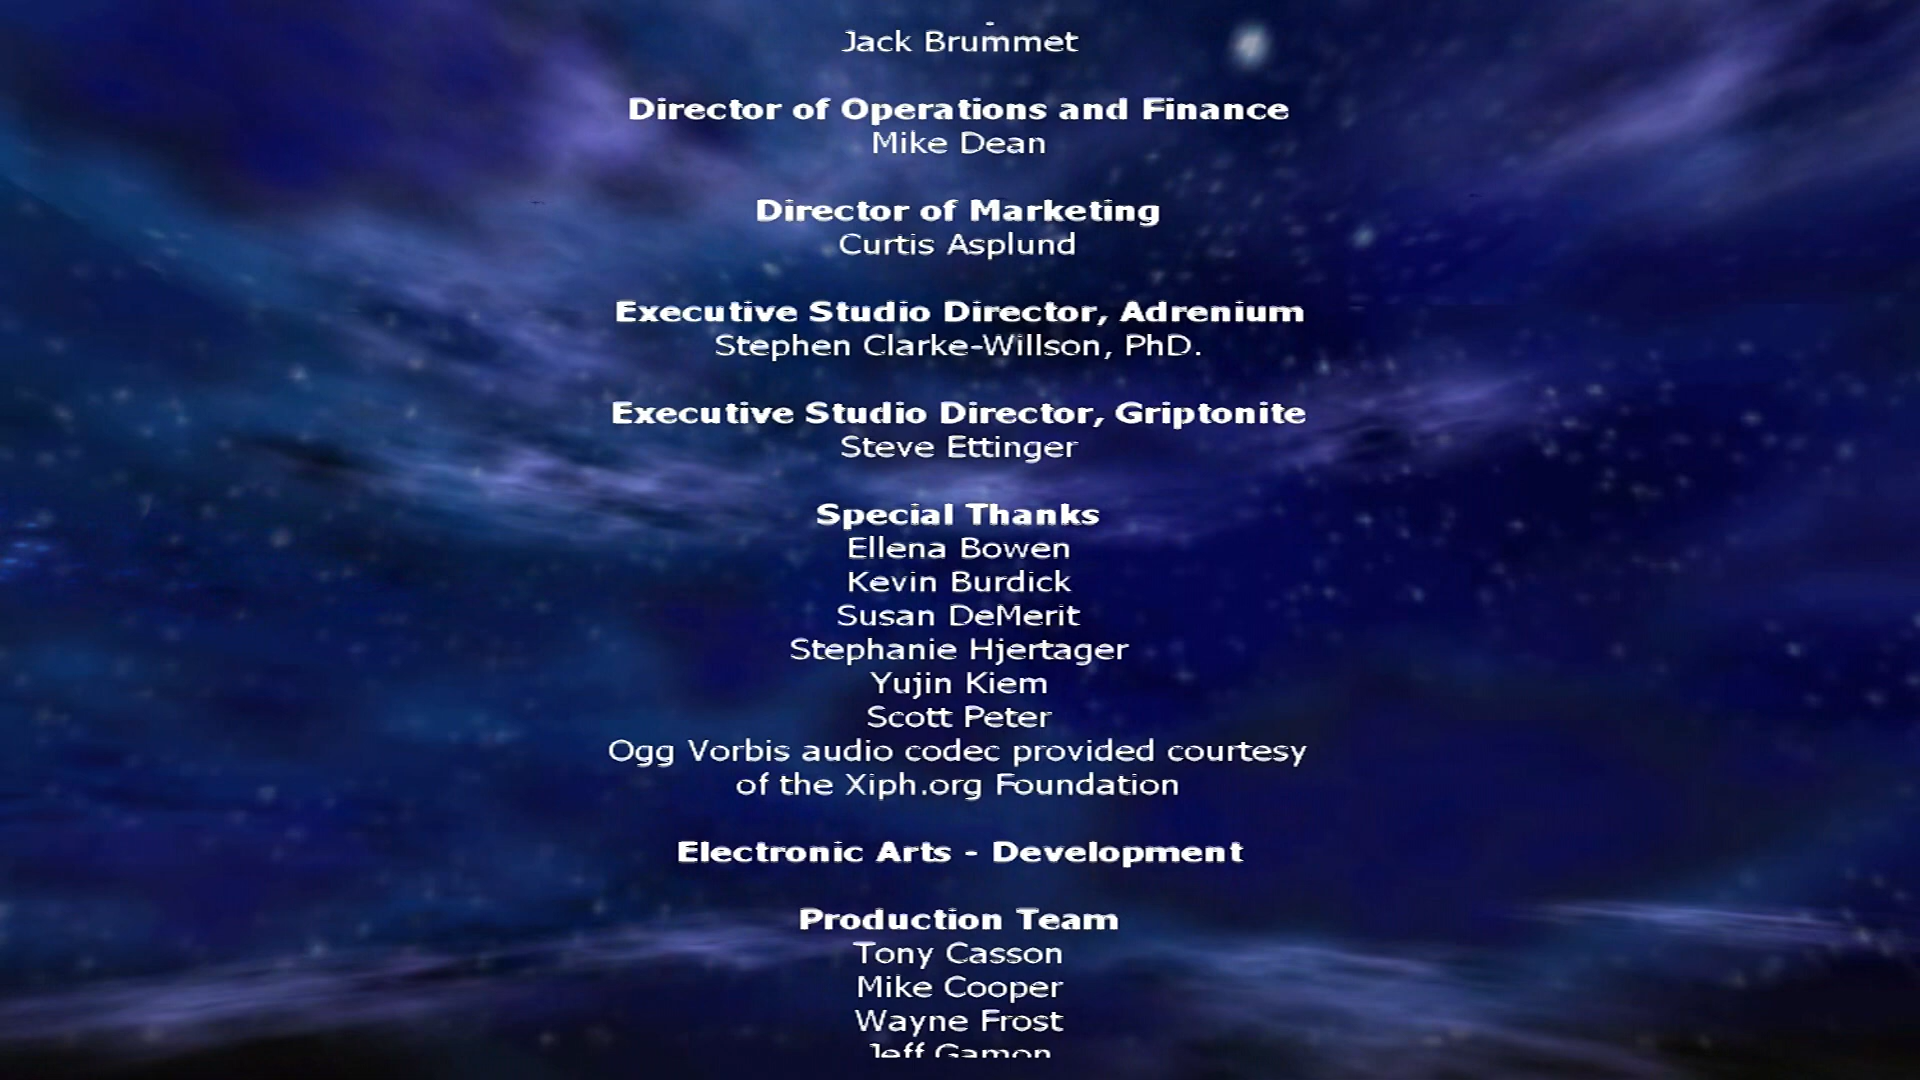 Jack Brummet
Director of Operations and Finance
Mike Dean
Director of Marketing
Curtis Asplund
Executive Studio Director, Adrenium
Stephen Clarke-Willson, PhD.
Executive Studio Director, Griptonite
Steve Ettinger
Special Thanks
Ellena Bowen
Kevin Burdick
Susan DeMerit
Stephanie Hjertager
Yujin Kiem
Scott Peter
Ogg Vorbis audio codec provided courtesy
of the Xiph.org Foundation
Electronic Arts - Development
Production Team
Tony Casson
Mike Cooper
Wayne Frost
Jeff Gamon